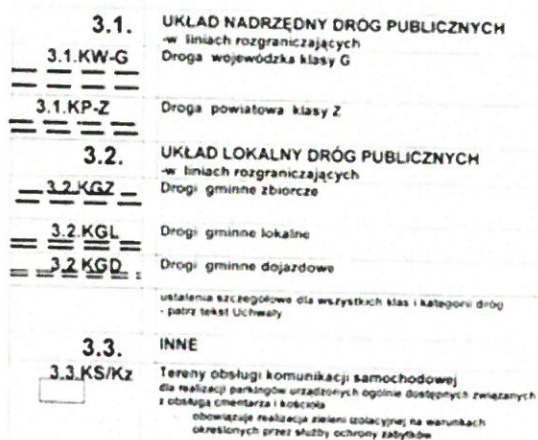 3.1. UKŁAD NADRZĘDNY DRÓG PUBLICZNYCH
-w liniach rozgraniczających
3.1.KW-G Droga wojewódzka klasy G
3.1.KP-Z Droga powiatowa klasy Z
3.2. UKŁAD LOKALNY DRÓG PUBLICZNYCH
-w liniach rozgraniczających
3.2.KGZ Drogi gminne zbiorcze
3.2.KGL Drogi gminne lokalne
3.2.KGD Drogi gminne dojazdowe
ustalenia szczegółowe dla wszystkich klas i kategorii dróg
- patrz tekst Uchwały
3.3. INNE
3.3.KS/Kz Tereny obsługi komunikacji samochodowej
dla realizacji parkingów urządzonych ogólnie dostępnych związanych
z obsługą cmentarza i kościoła
obowiązuje realizacja zieleni izolacyjnej na warunkach
określonych przez służby ochrony zabytków